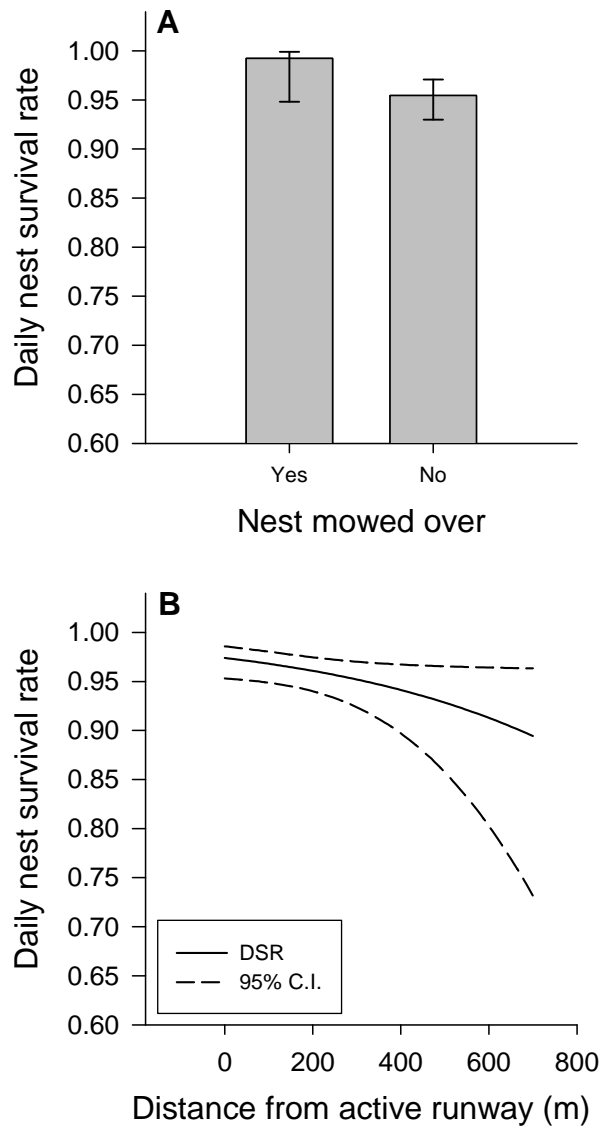 A
1.00
0.95
0.90
0.85
0.80
0.75
0.70
0.65
0.60
Daily nest survival rate
Yes No
Nest mowed over
B
1.00
0.95
0.90
0.85
0.80
0.75
0.70
0.65
0.60
Daily nest survival rate
DSR
95% C.I.
0 200 400 600 800
Distance from active runway (m)